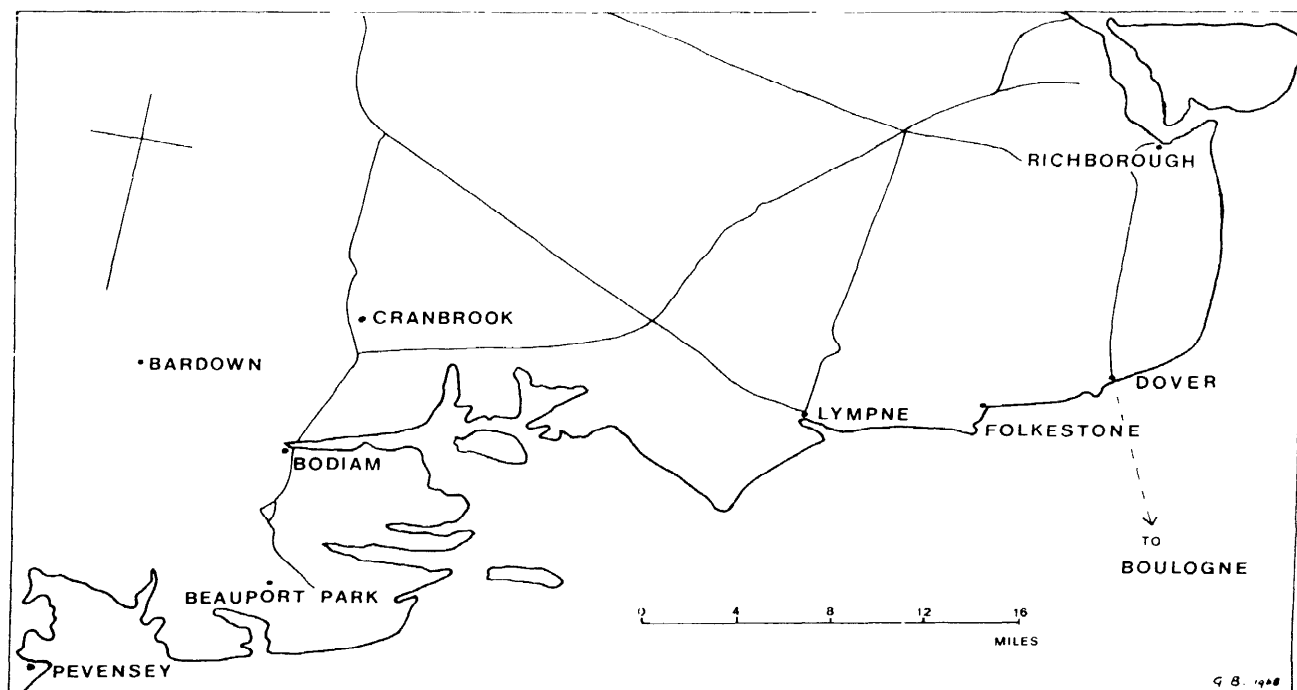 RICHBOROUGH
CRANBROOK
BARDOWN
DOVER
LYMPNE
FOLKESTONE
BODIAM
TO
BOULOGNE
BEAUPORT PARK
0 4 8 12 16
MILES
PEVENSEY